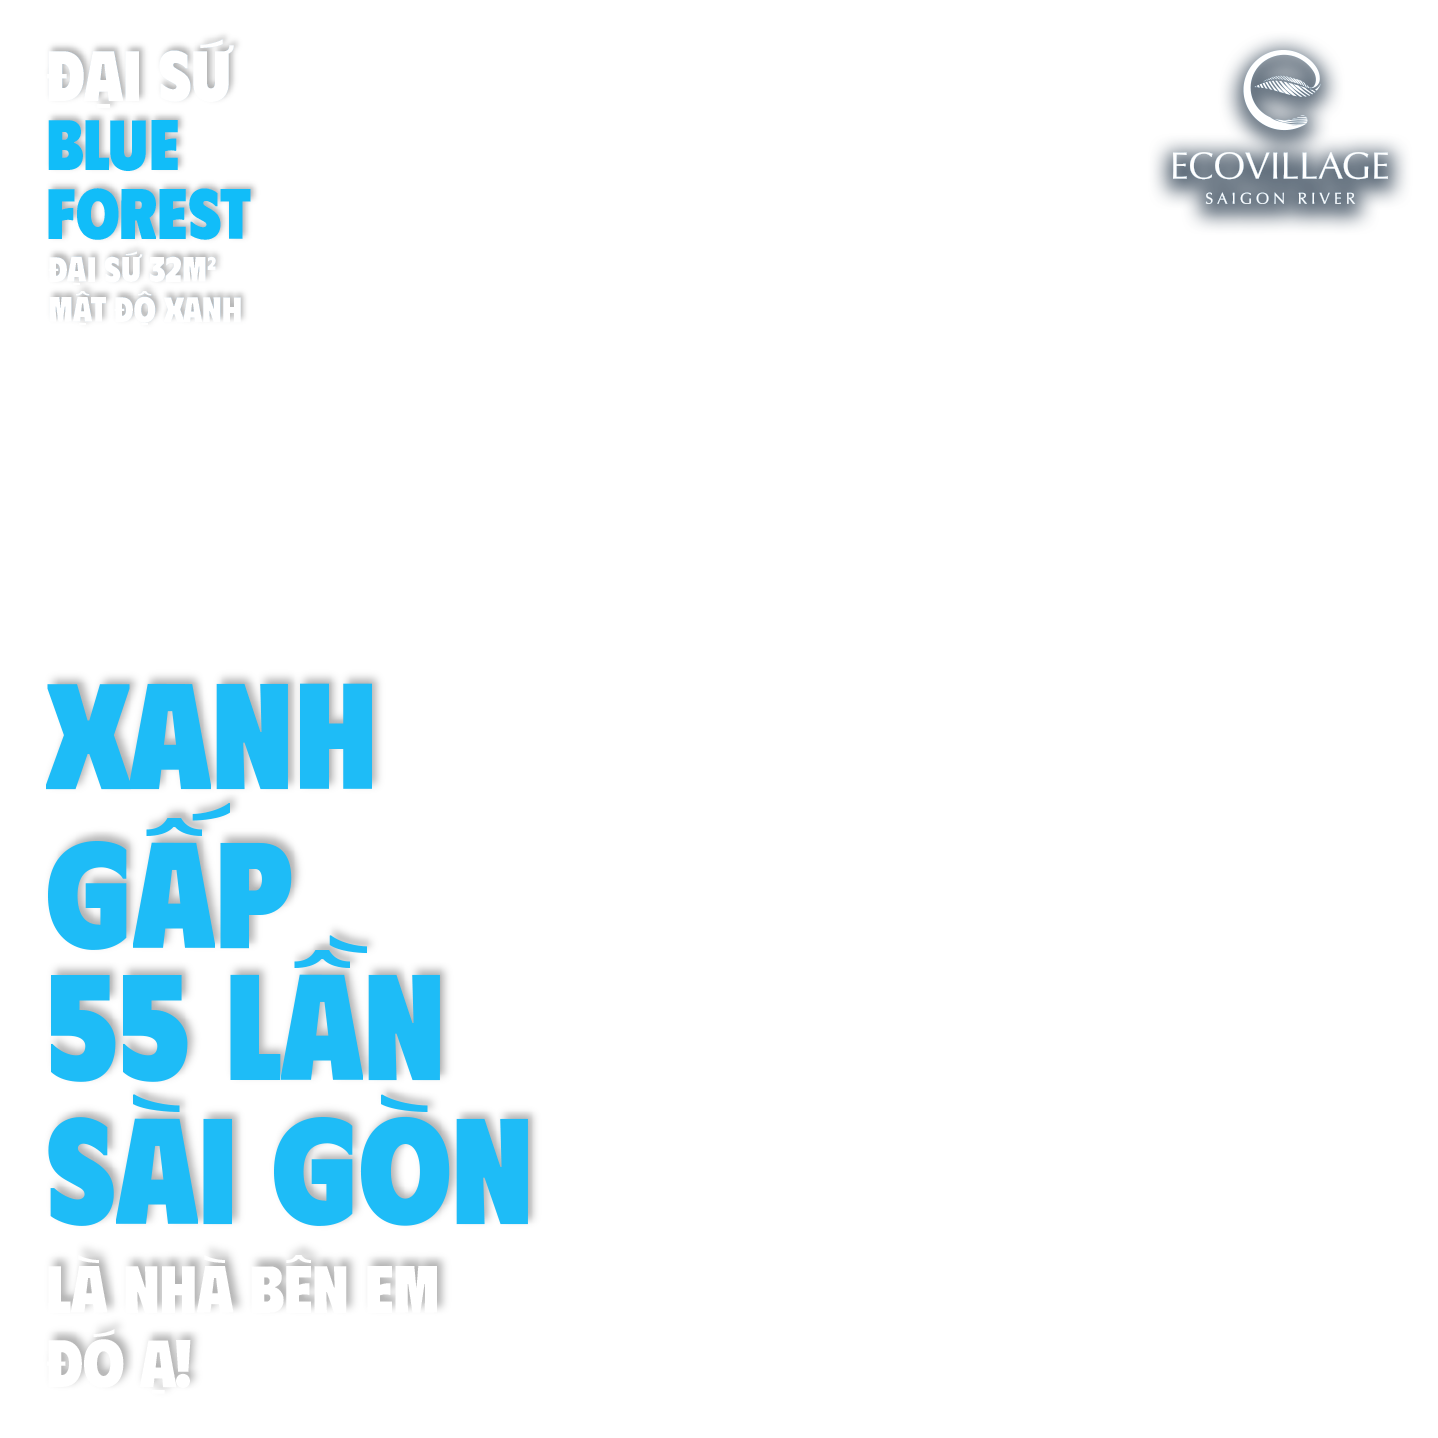 ĐẠI SỨ
BLUE
FOREST
ĐẠI SỨ 32M²
MẬT ĐỘ XANH
ECOVILLAGE
SAIGON RIVER
XANH
GẤP
55 LẦN
SÀI GÒN
LÀ NHÀ BÊN EM
ĐÓ Ạ!